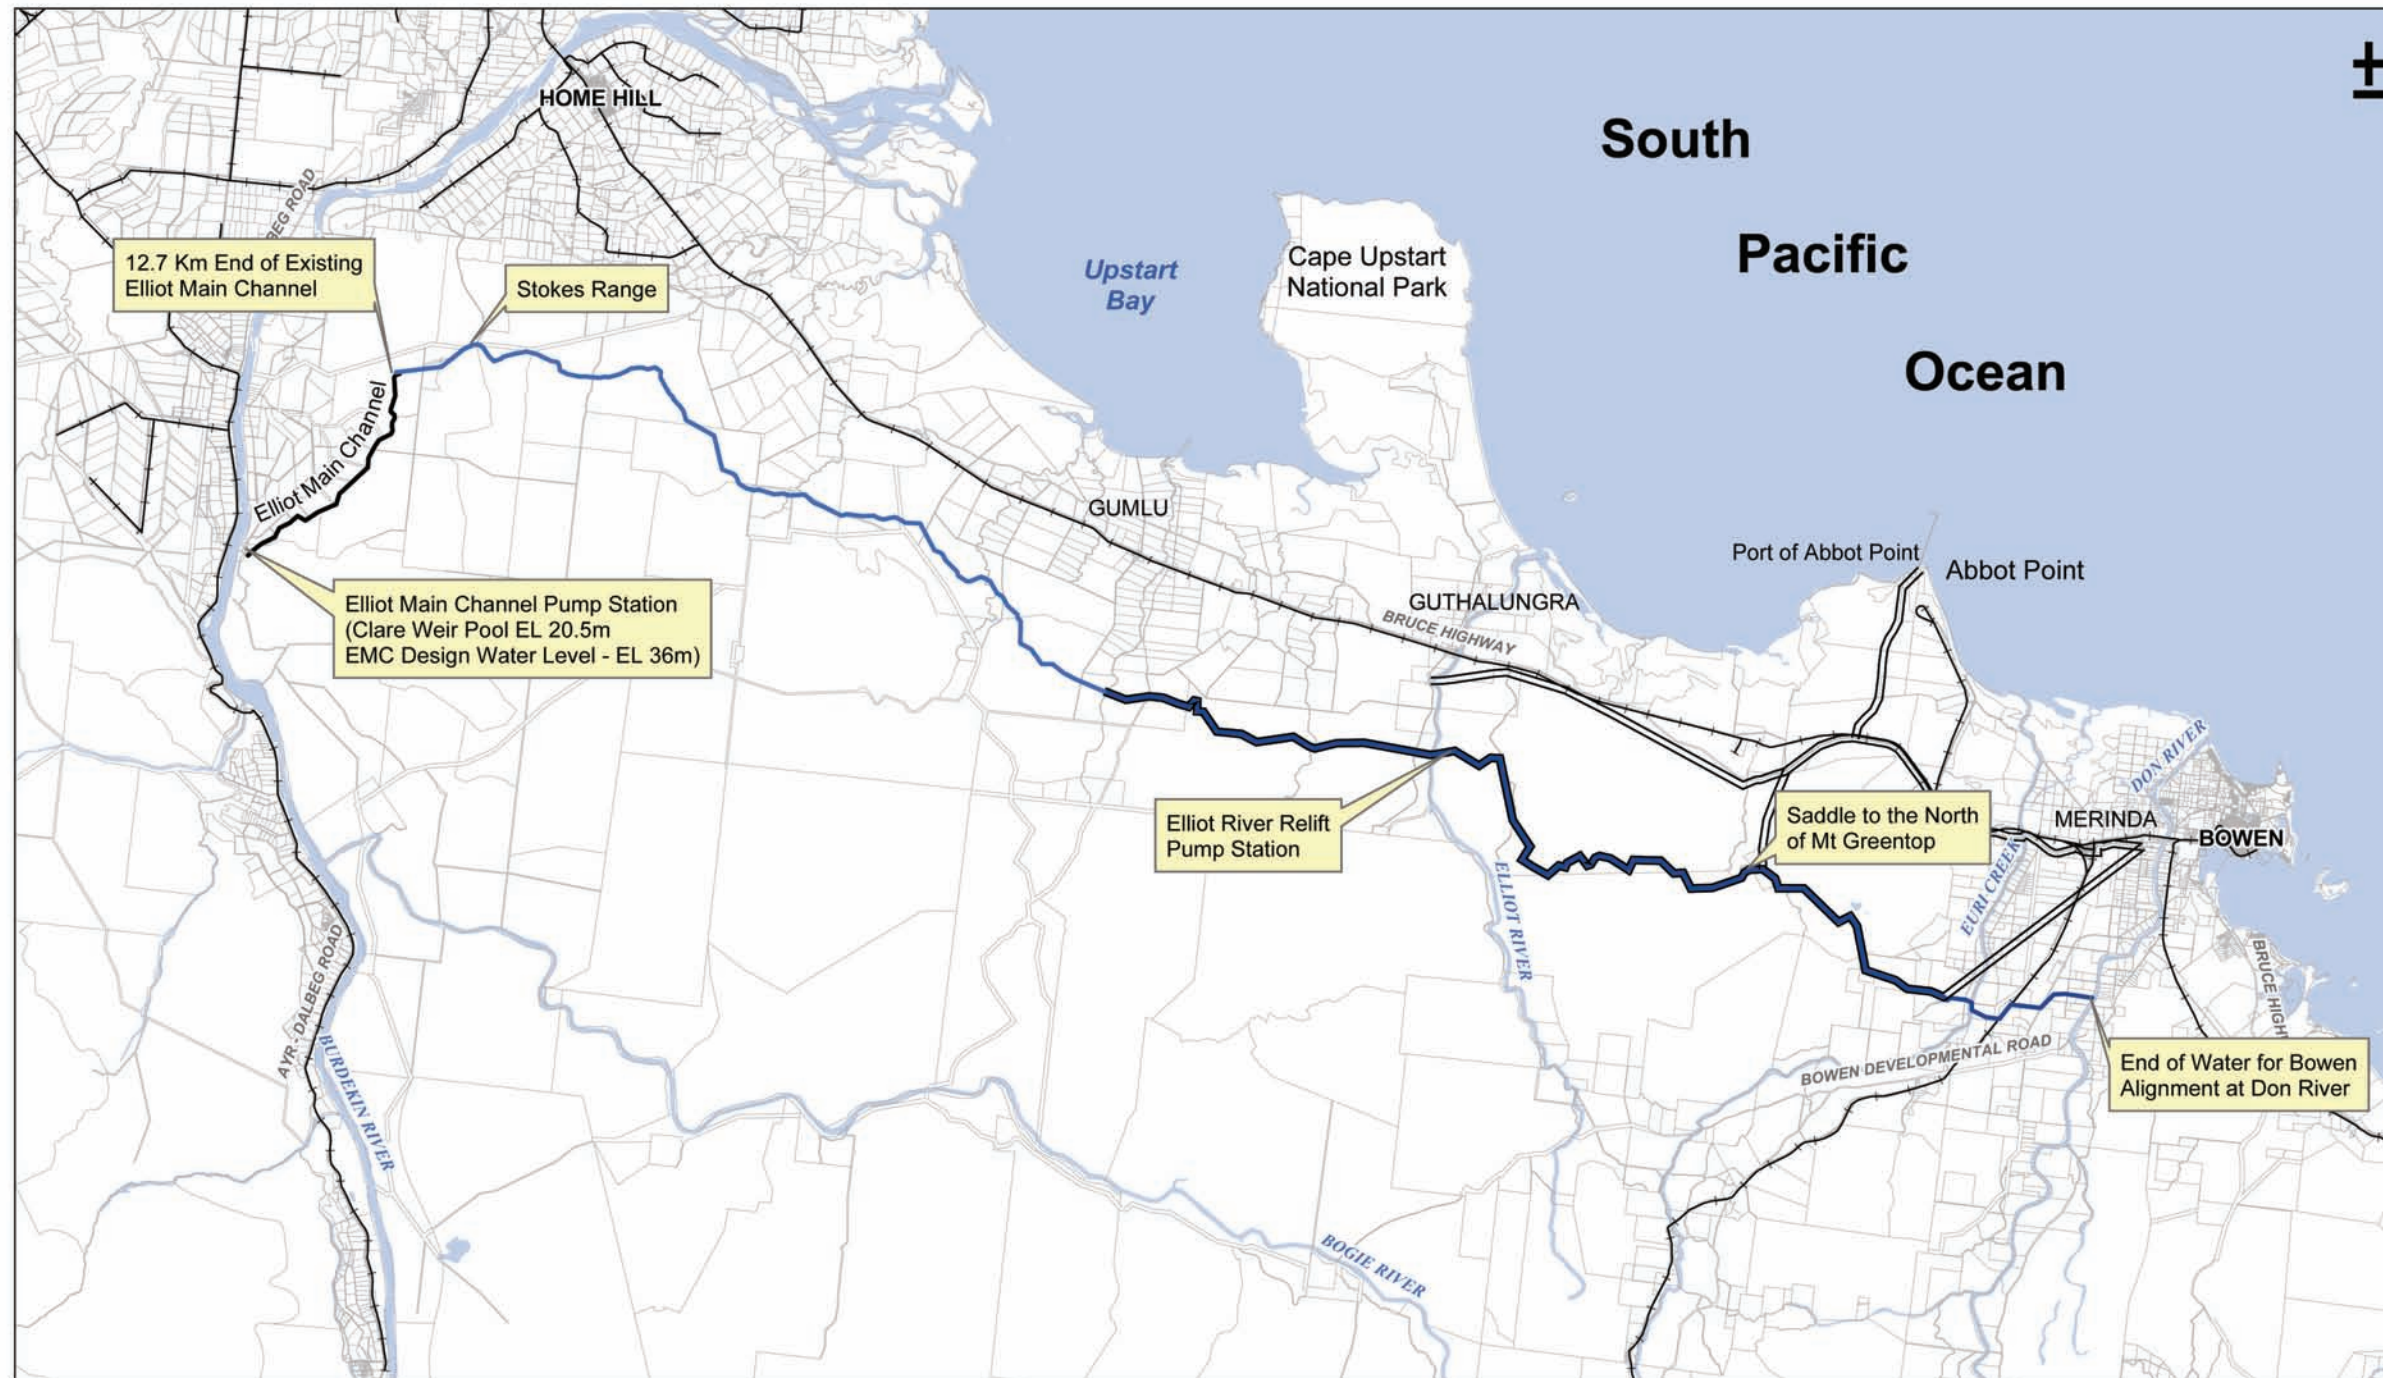 South
Pacific
Ocean
HOME HILL
BEG ROAD
12.7 Km End of Existing
Elliot Main Channel
Stokes Range
Upstart
Bay
Cape Upstart
National Park
Elliot Main Channel
GUMLU
Port of Abbot Point
Abbot Point
Elliot Main Channel Pump Station
(Clare Weir Pool EL 20.5m
EMC Design Water Level - EL 36m)
GUTHALUNGRA
BRUCE HIGHWAY
DON RIVER
Elliot River Relift
Pump Station
Saddle to the North
of Mt Greentop
MERINDA
BOWEN
ELLIOT RIVER
EURI CREEK
BRUCE HIGH
AYR - DALBEG ROAD
BURDEKIN RIVER
BOWEN DEVELOPMENTAL ROAD
End of Water for Bowen
Alignment at Don River
BOGIE RIVER